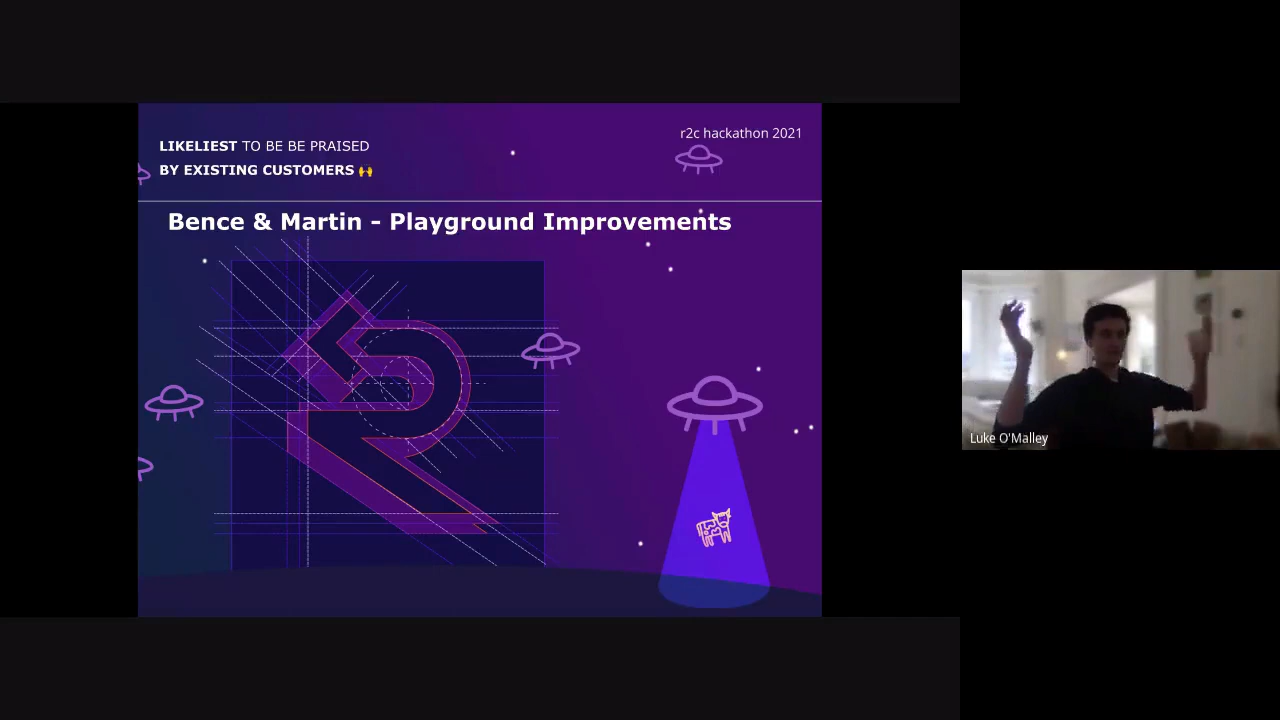 LIKELIEST TO BE BE PRAISED
BY EXISTING CUSTOMERS 🙌
r2c hackathon 2021
Bence & Martin - Playground Improvements
Luke O'Malley